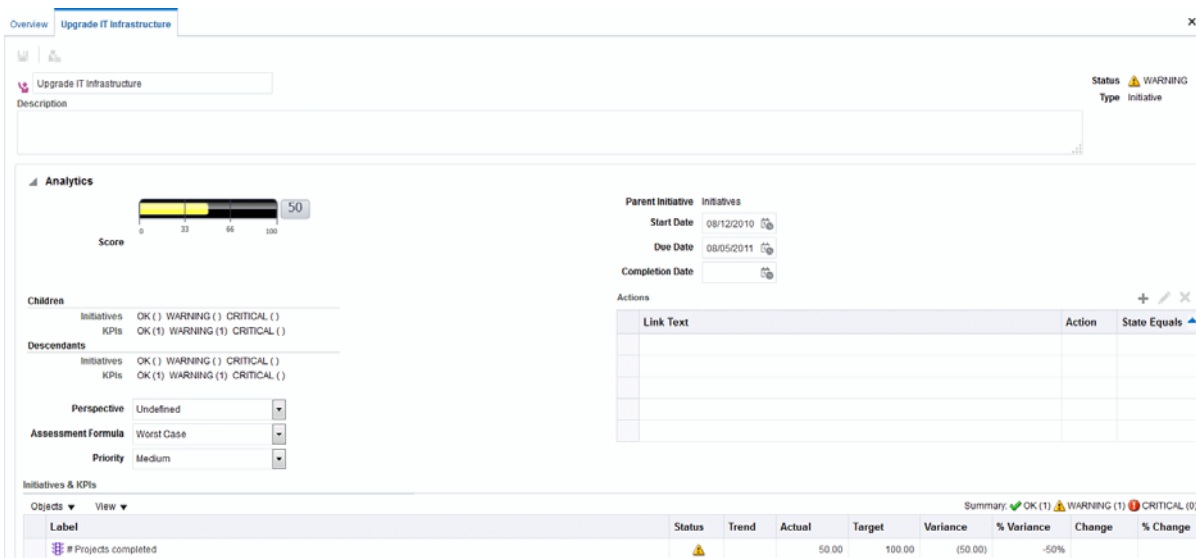 Overview Upgrade IT Infrastructure
Upgrade IT Infrastructure
Status WARNING
Description
Type Initiative
Analytics
50
0 33 66 100
Score
Parent Initiative Initiatives
Start Date 08/12/2010
Due Date 08/05/2011
Completion Date
Children
Initiatives OK ( ) WARNING ( ) CRITICAL ( )
KPIs OK (1) WARNING (1) CRITICAL ( )
Descendants
Initiatives OK ( ) WARNING ( ) CRITICAL ( )
KPIs OK (1) WARNING (1) CRITICAL ( )
Actions
Link Text Action State Equals
Perspective Undefined
Assessment Formula Worst Case
Priority Medium
Initiatives & KPIs
Objects View Summary: OK (1) WARNING (1) CRITICAL (0)
Label Status Trend Actual Target Variance % Variance Change % Change
# Projects completed 50.00 100.00 (50.00) -50%